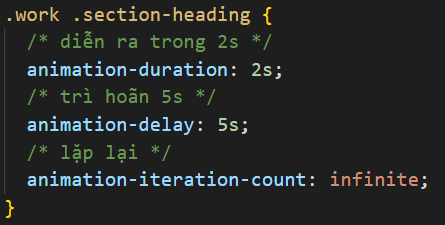 .work .section-heading {
/* diễn ra trong 2s */
animation-duration: 2s;
/* trì hoãn 5s */
animation-delay: 5s;
/* lặp lại */
animation-iteration-count: infinite;
}